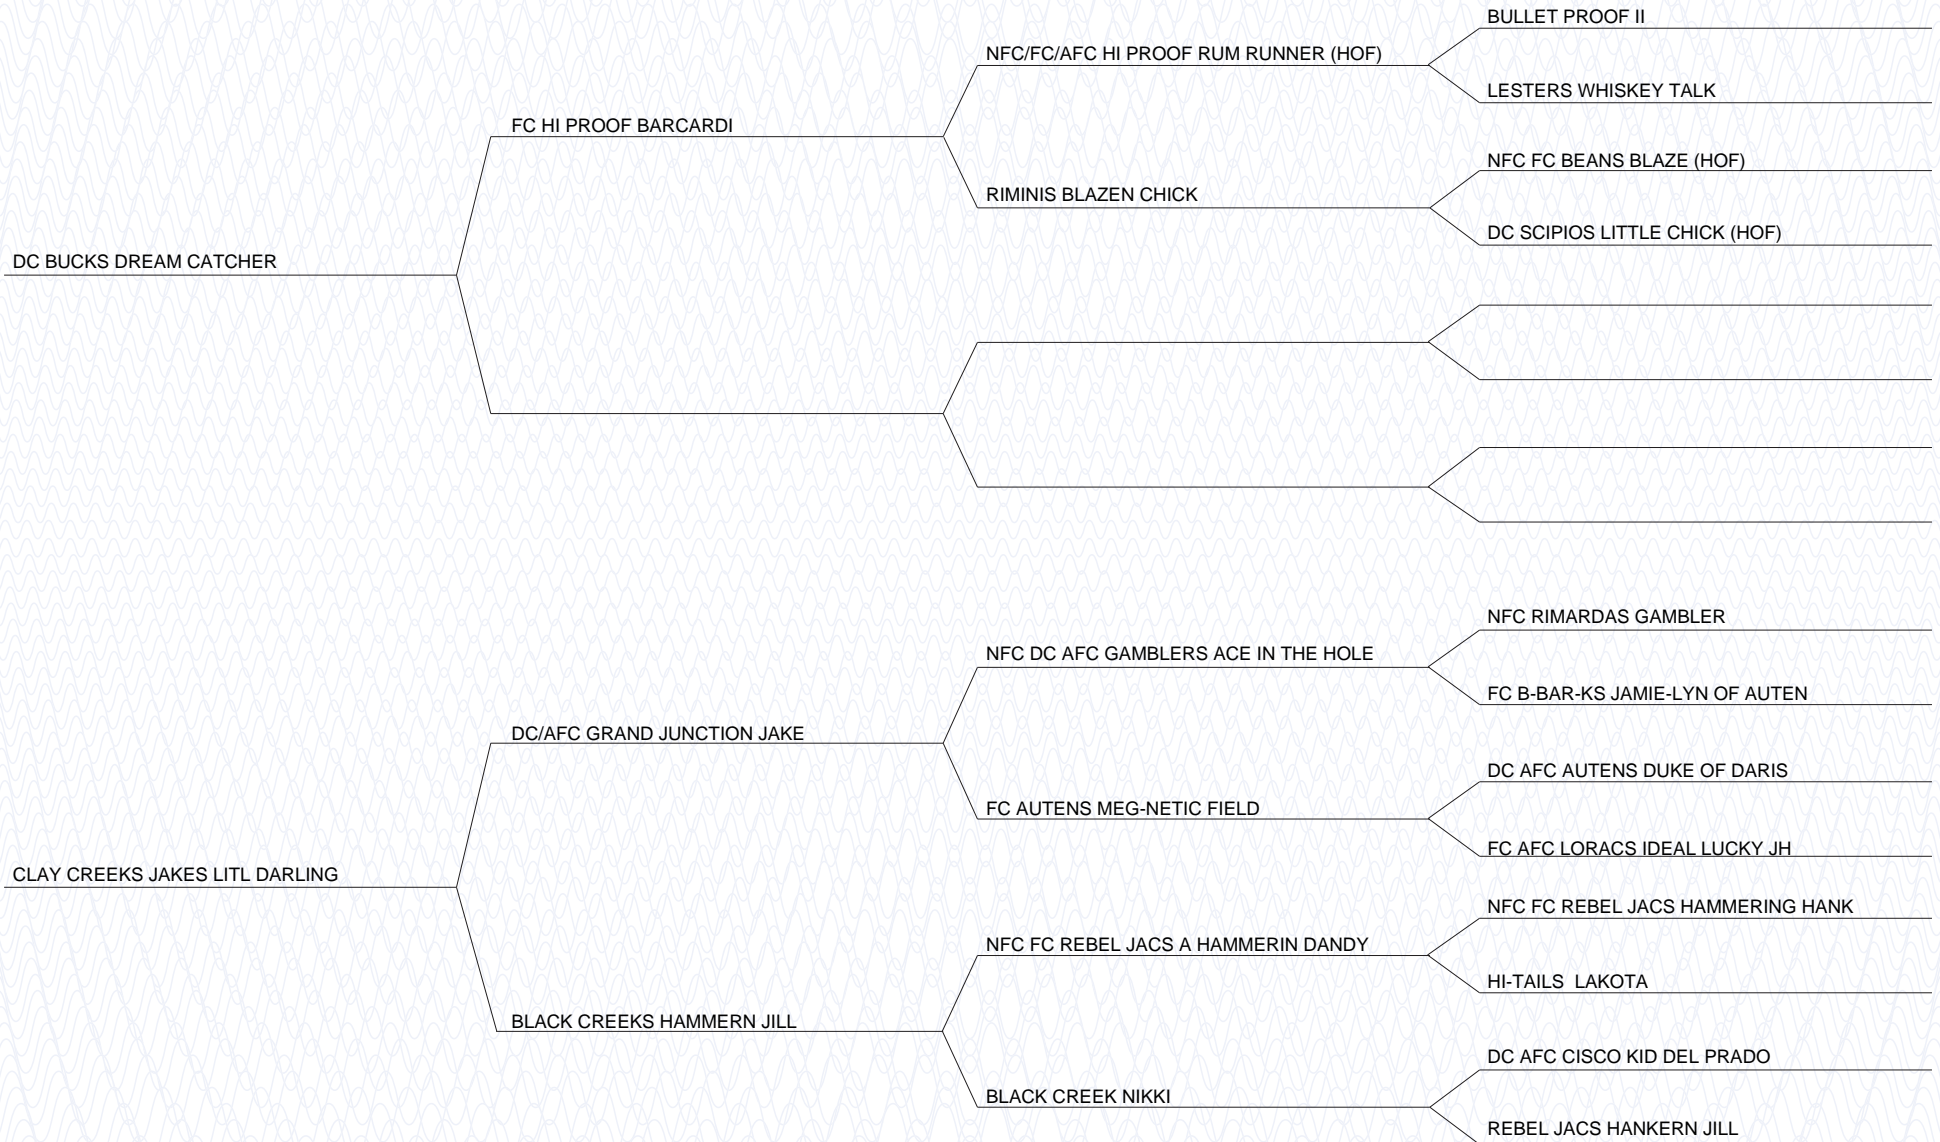 BULLET PROOF II
NFC/FC/AFC HI PROOF RUM RUNNER (HOF)
LESTERS WHISKEY TALK
FC HI PROOF BARCARDI
NFC FC BEANS BLAZE (HOF)
RIMINIS BLAZEN CHICK
DC SCIPIOS LITTLE CHICK (HOF)
DC BUCKS DREAM CATCHER
NFC RIMARDAS GAMBLER
NFC DC AFC GAMBLERS ACE IN THE HOLE
FC B-BAR-KS JAMIE-LYN OF AUTEN
DC/AFC GRAND JUNCTION JAKE
DC AFC AUTENS DUKE OF DARIS
FC AUTENS MEG-NETIC FIELD
FC AFC LORACS IDEAL LUCKY JH
CLAY CREEKS JAKES LITL DARLING
NFC FC REBEL JACS HAMMERING HANK
NFC FC REBEL JACS A HAMMERIN DANDY
HI-TAILS  LAKOTA
BLACK CREEKS HAMMERN JILL
DC AFC CISCO KID DEL PRADO
BLACK CREEK NIKKI
REBEL JACS HANKERN JILL